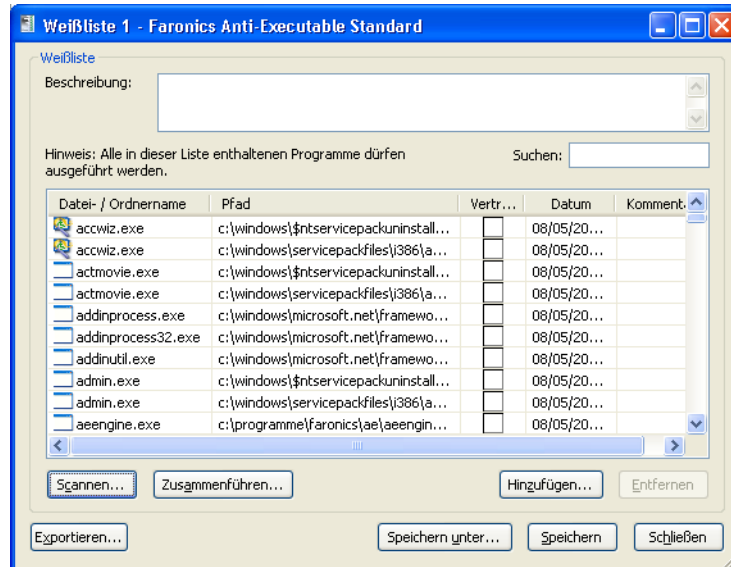 Weißliste 1 - Faronics Anti-Executable Standard
Weißliste
Beschreibung:
Hinweis: Alle in dieser Liste enthaltenen Programme dürfen
ausgeführt werden.
Suchen:
Datei- / Ordnername Pfad Vertr... Datum Komment
accwiz.exe c:\windows\$ntservicepackuninstall... 08/05/20...
accwiz.exe c:\windows\servicepackfiles\i386\a... 08/05/20...
actmovie.exe c:\windows\$ntservicepackuninstall... 08/05/20...
actmovie.exe c:\windows\servicepackfiles\i386\a... 08/05/20...
addinprocess.exe c:\windows\microsoft.net\framewo... 08/05/20...
addinprocess32.exe c:\windows\microsoft.net\framewo... 08/05/20...
addinutil.exe c:\windows\microsoft.net\framewo... 08/05/20...
admin.exe c:\windows\$ntservicepackuninstall... 08/05/20...
admin.exe c:\windows\servicepackfiles\i386\a... 08/05/20...
aeengine.exe c:\programme\faronics\ae\aeengin... 08/05/20...
Scannen... Zusammenführen... Hinzufügen... Entfernen
Exportieren... Speichern unter... Speichern Schließen